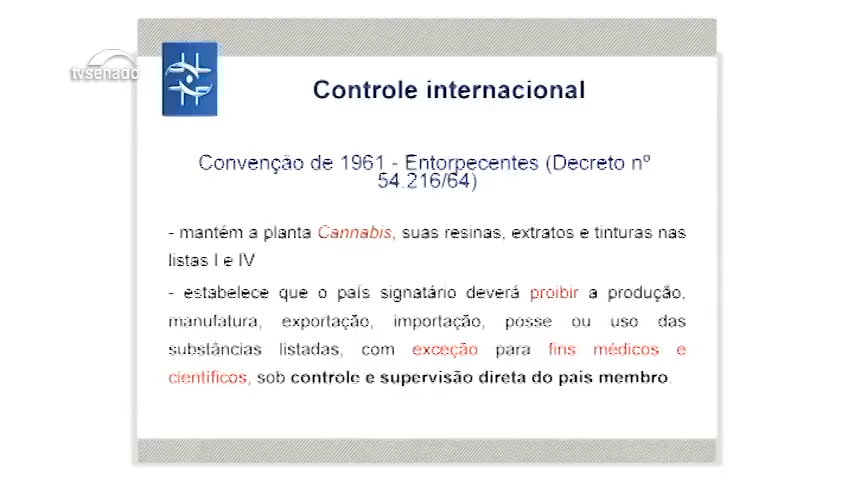 tvsenado
Controle internacional
Convenção de 1961 - Entorpecentes (Decreto nº
54.216/64)
- mantém a planta Cannabis, suas resinas, extratos e tinturas nas
listas I e IV
- estabelece que o país signatário deverá proibir a produção,
manufatura, exportação, importação, posse ou uso das
substâncias listadas, com exceção para fins médicos e
científicos, sob controle e supervisão direta do país membro.